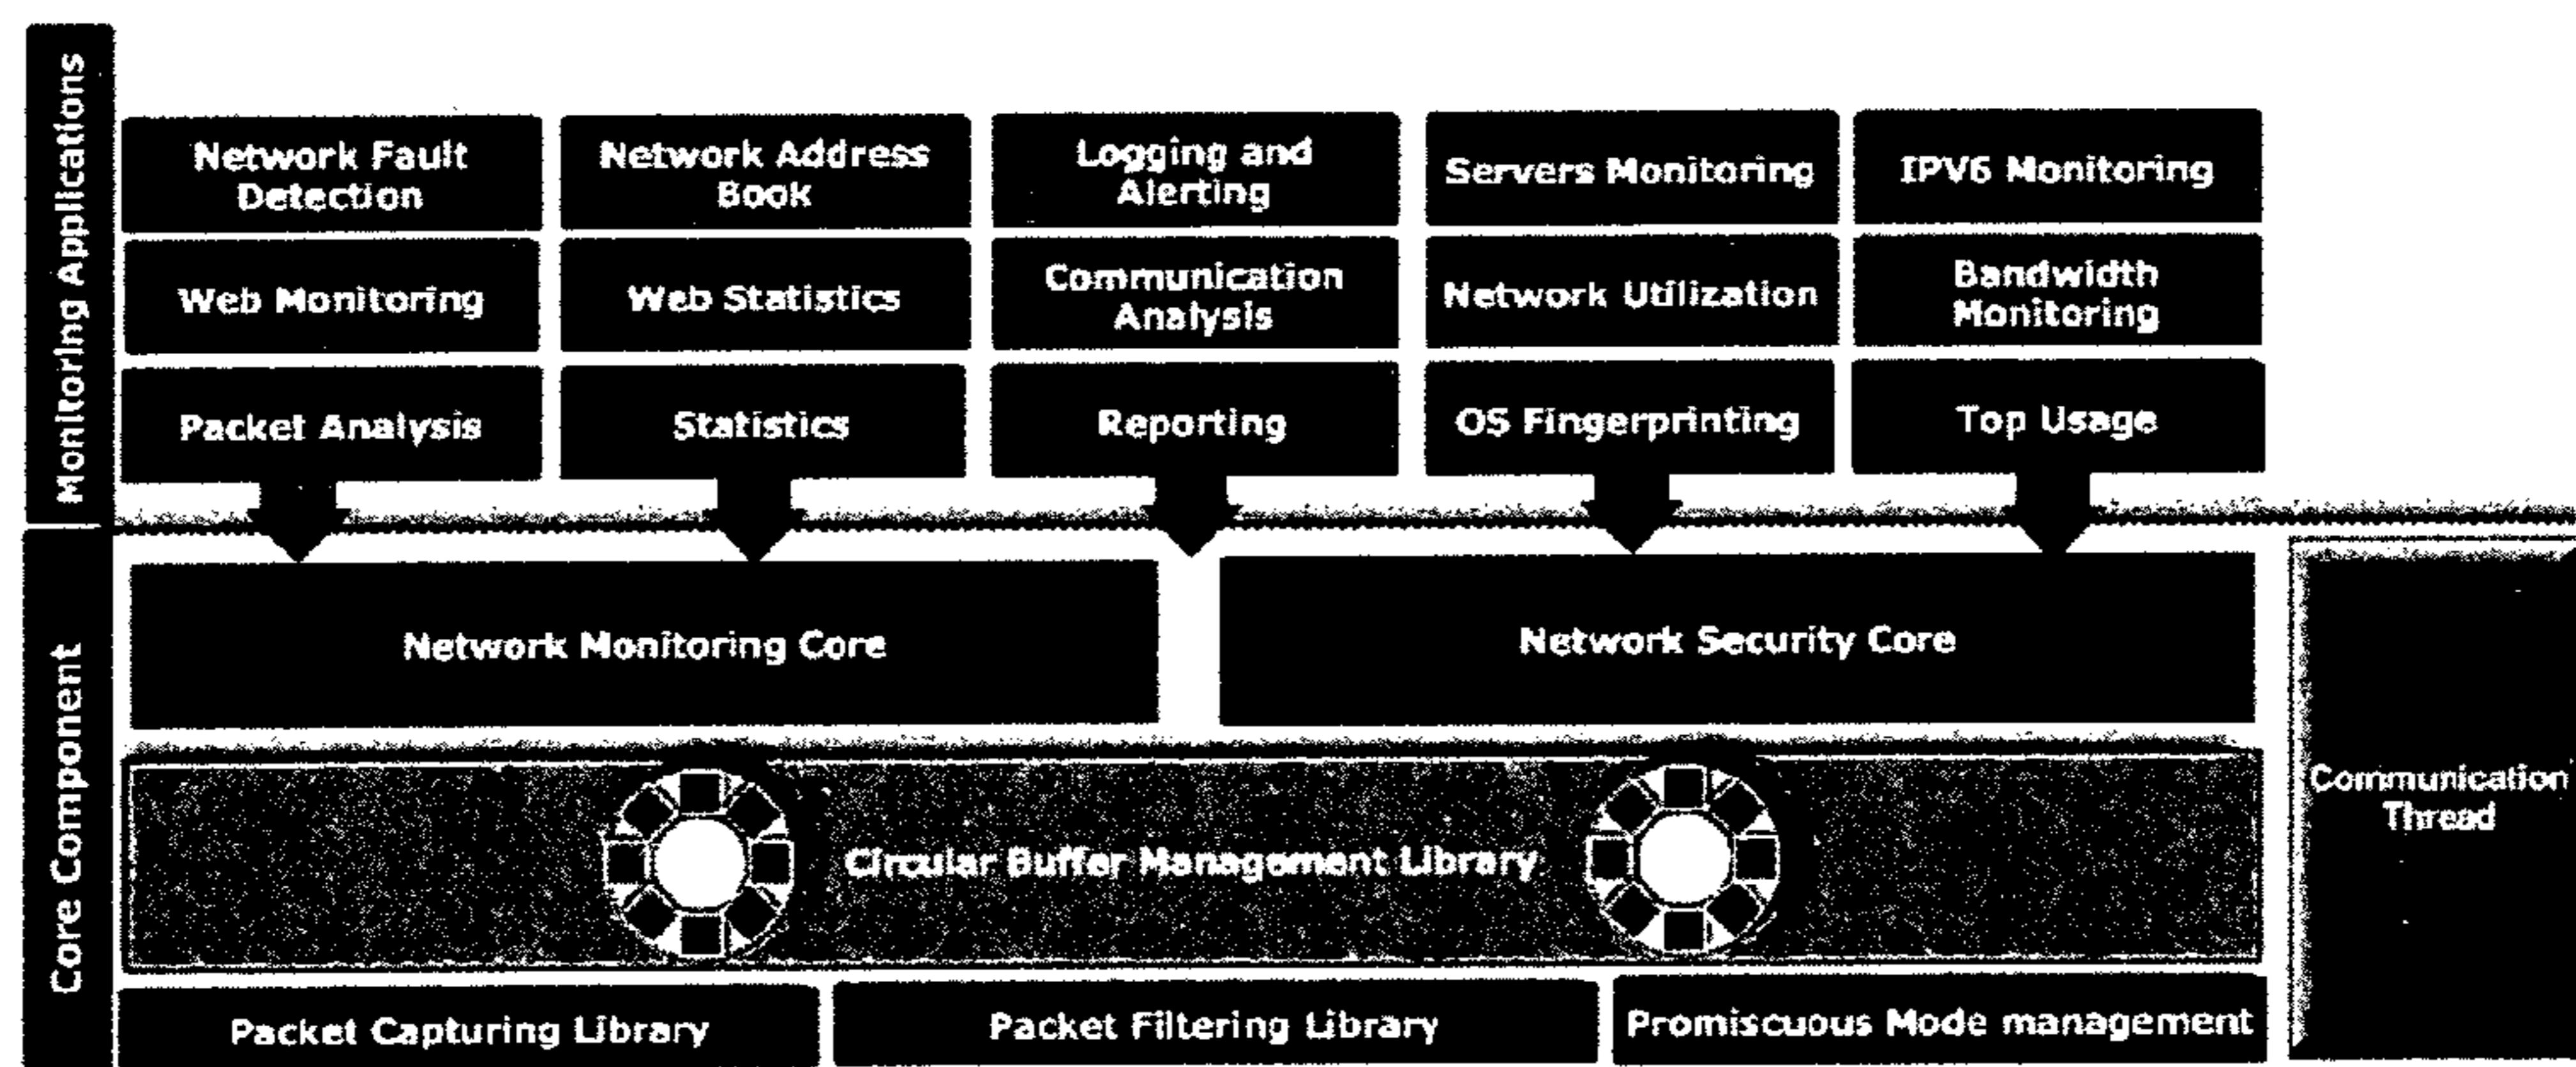 Monitoring Applications
Network Fault
Detection
Network Address
Book
Logging and
Alerting
Servers Monitoring
IPV6 Monitoring
Web Monitoring
Web Statistics
Communication
Analysis
Network Utilization
Bandwidth
Monitoring
Packet Analysis
Statistics
Reporting
OS Fingerprinting
Top Usage
Core Component
Network Monitoring Core
Network Security Core
Communication
Thread
Circular Buffer Management Library
Packet Capturing Library
Packet Filtering Library
Promiscuous Mode management